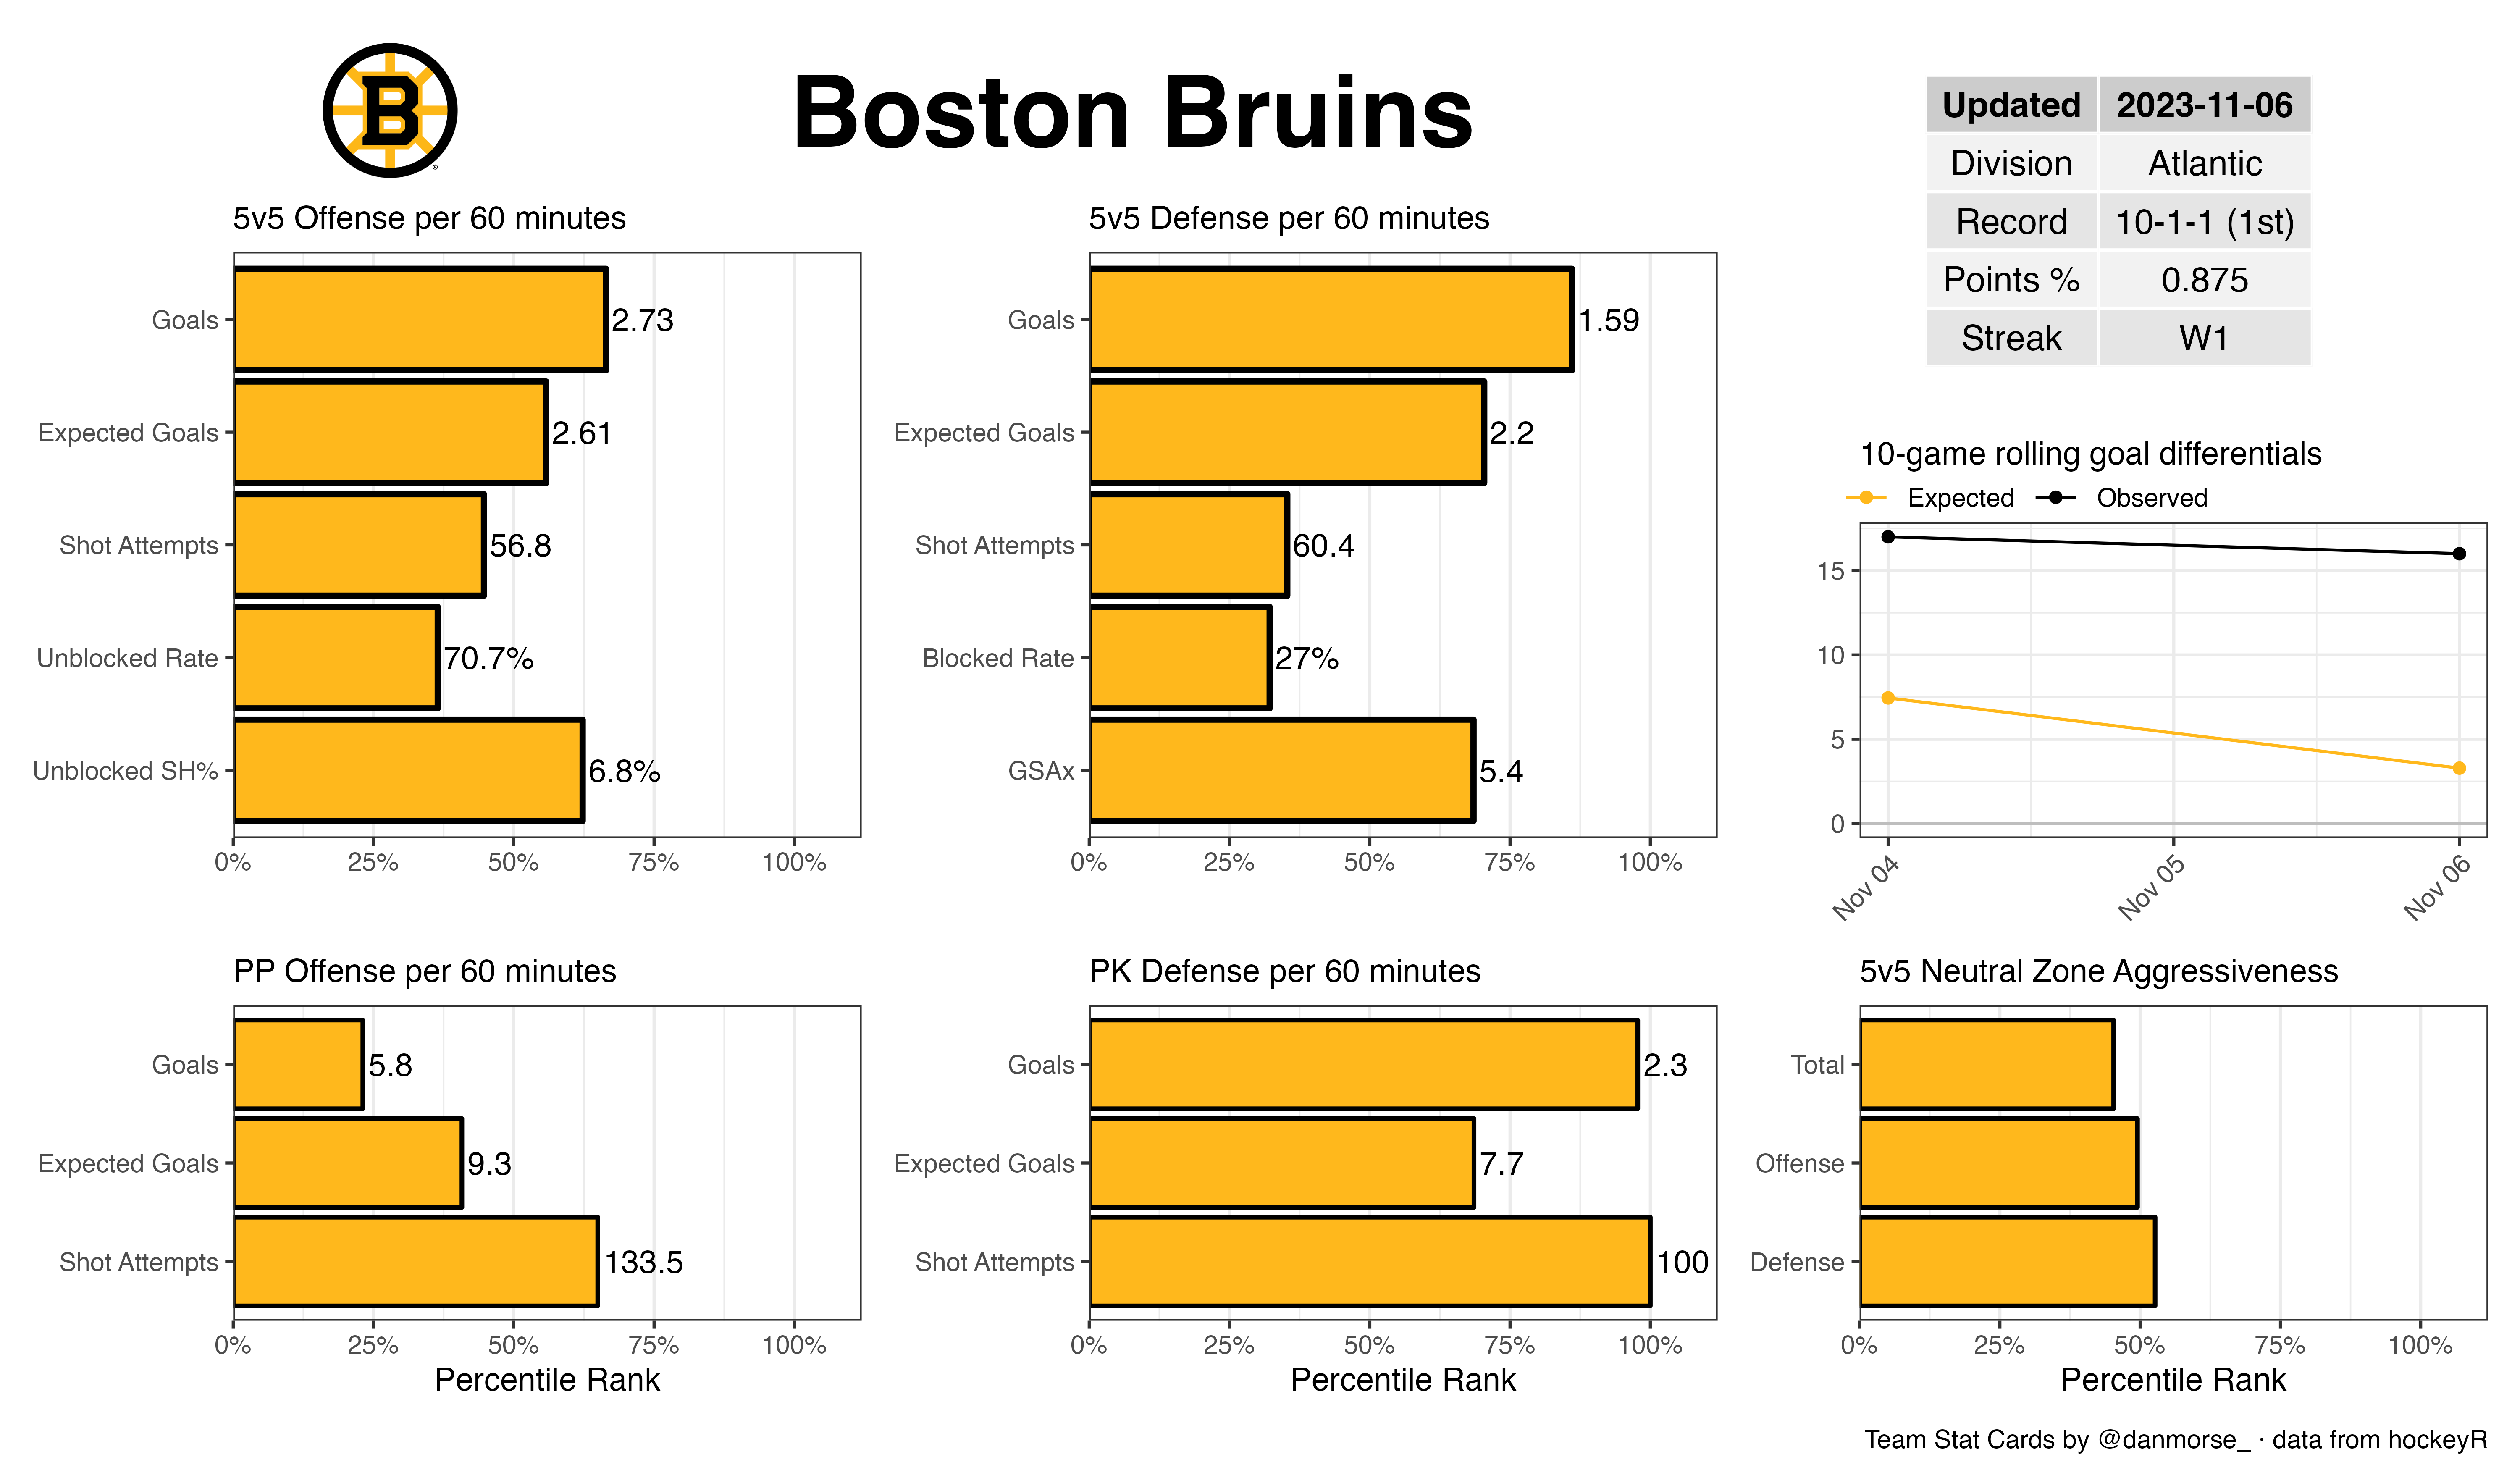 B
Boston Bruins
Updated 2023-11-06
Division Atlantic
Record 10-1-1 (1st)
Points % 0.875
Streak W1
5v5 Offense per 60 minutes
Goals 2.73
Expected Goals 2.61
Shot Attempts 56.8
Unblocked Rate 70.7%
Unblocked SH% 6.8%
0% 25% 50% 75% 100%
5v5 Defense per 60 minutes
Goals 1.59
Expected Goals 2.2
Shot Attempts 60.4
Blocked Rate 27%
GSAx 5.4
0% 25% 50% 75% 100%
10-game rolling goal differentials
Expected Observed
15
10
5
0
Nov 04 Nov 05 Nov 06
PP Offense per 60 minutes
Goals 5.8
Expected Goals 9.3
Shot Attempts 133.5
0% 25% 50% 75% 100%
Percentile Rank
PK Defense per 60 minutes
Goals 2.3
Expected Goals 7.7
Shot Attempts 100
0% 25% 50% 75% 100%
Percentile Rank
5v5 Neutral Zone Aggressiveness
Total
Offense
Defense
0% 25% 50% 75% 100%
Percentile Rank
Team Stat Cards by @danmorse_ · data from hockeyR